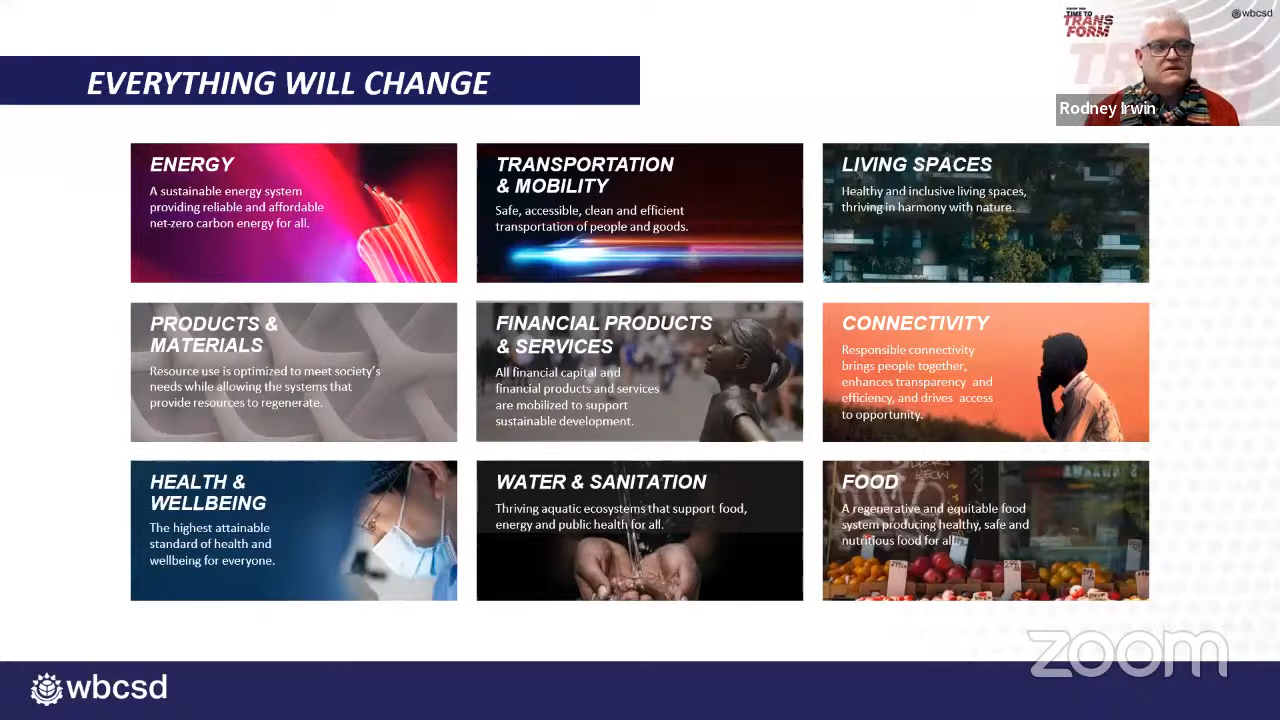 EVERYTHING WILL CHANGE
TIME TO
TRANS
FORM
wbcsd
TRANS
Rodney Irwin
ENERGY
A sustainable energy system
providing reliable and affordable
net-zero carbon energy for all.
TRANSPORTATION
& MOBILITY
Safe, accessible, clean and efficient
transportation of people and goods.
LIVING SPACES
Healthy and inclusive living spaces,
thriving in harmony with nature.
PRODUCTS &
MATERIALS
Resource use is optimized to meet society's
needs while allowing the systems that
provide resources to regenerate.
FINANCIAL PRODUCTS
& SERVICES
All financial capital and
financial products and services
are mobilized to support
sustainable development.
CONNECTIVITY
Responsible connectivity
brings people together,
enhances transparency and
efficiency, and drives access
to opportunity.
HEALTH &
WELLBEING
The highest attainable
standard of health and
wellbeing for everyone.
WATER & SANITATION
Thriving aquatic ecosystems that support food,
energy and public health for all.
FOOD
A regenerative and equitable food
system producing healthy, safe and
nutritious food for all.
zoom
wbcsd